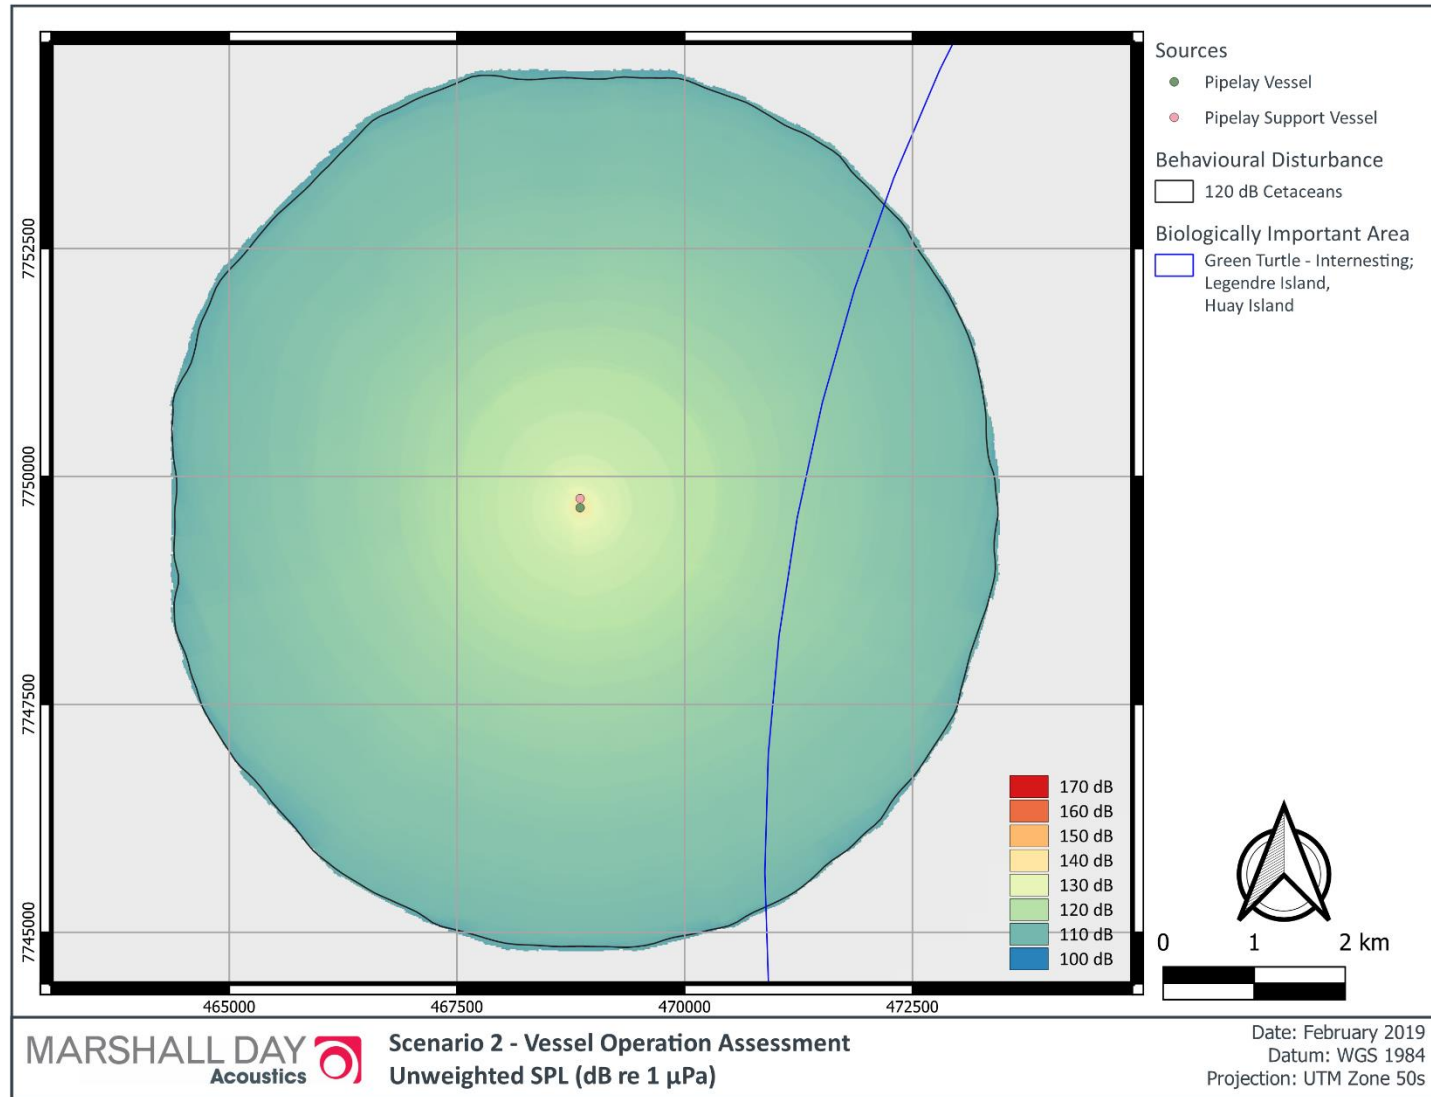 Sources
Pipelay Vessel
Pipelay Support Vessel
Behavioural Disturbance
120 dB Cetaceans
Biologically Important Area
Green Turtle - Internesting;
Legendre Island,
Huay Island
7752500
7750000
7747500
7745000
170 dB
160 dB
150 dB
140 dB
130 dB
120 dB
110 dB
100 dB
465000
467500
470000
472500
0
1
2 km
MARSHALL DAY
Acoustics
Scenario 2 - Vessel Operation Assessment
Unweighted SPL (dB re 1 µPa)
Date: February 2019
Datum: WGS 1984
Projection: UTM Zone 50s